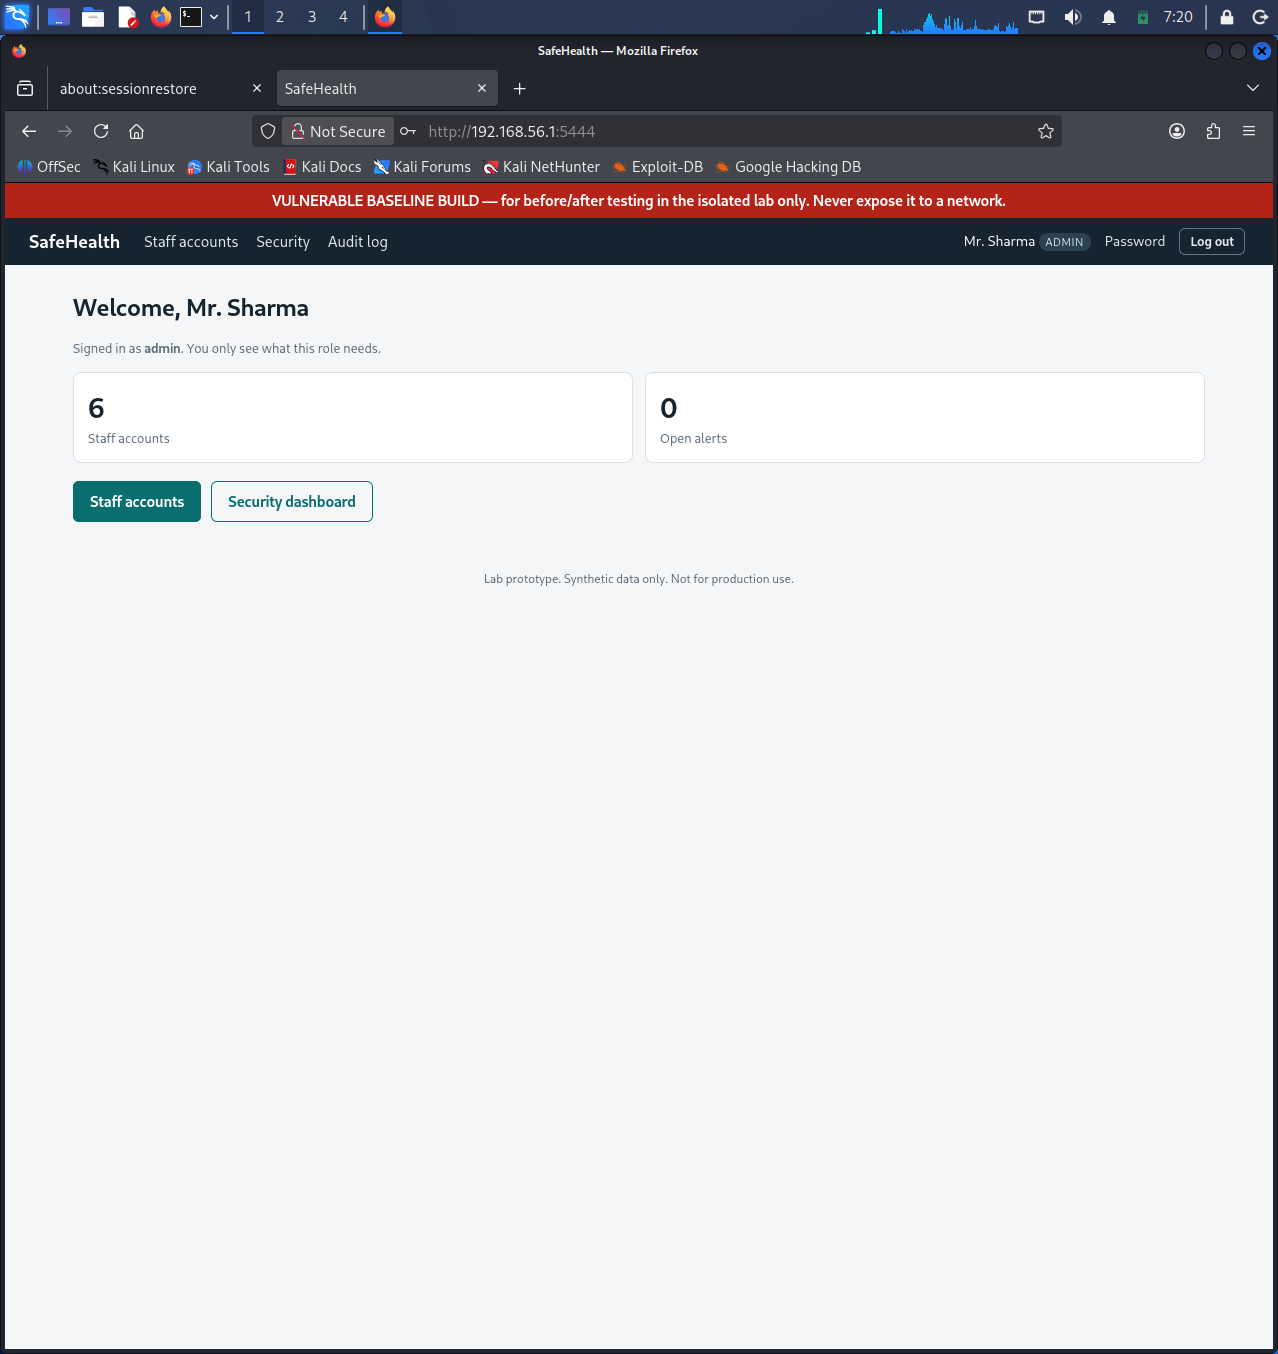 1 2 3 4 7:20
SafeHealth — Mozilla Firefox
about:sessionrestore
SafeHealth
Not Secure http://192.168.56.1:5444
OffSec Kali Linux Kali Tools Kali Docs Kali Forums Kali NetHunter Exploit-DB Google Hacking DB
VULNERABLE BASELINE BUILD — for before/after testing in the isolated lab only. Never expose it to a network.
SafeHealth Staff accounts Security Audit log Mr. Sharma ADMIN Password Log out
Welcome, Mr. Sharma
Signed in as admin. You only see what this role needs.
6
Staff accounts
0
Open alerts
Staff accounts Security dashboard
Lab prototype. Synthetic data only. Not for production use.